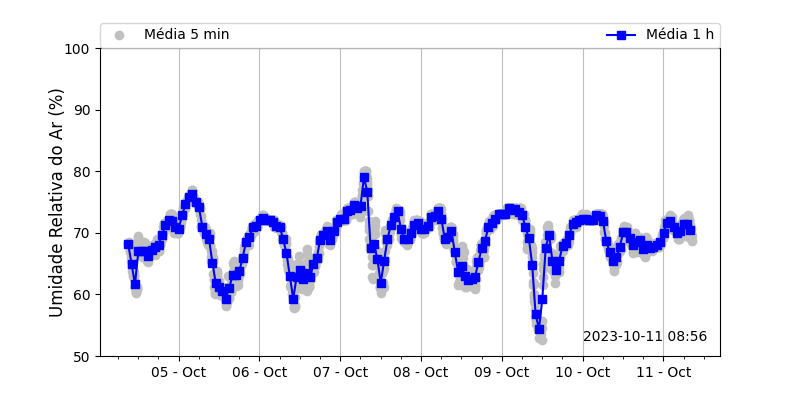 Média 5 min
Média 1 h
Umidade Relativa do Ar (%)
100
90
80
70
60
50
2023-10-11 08:56
05 - Oct
06 - Oct
07 - Oct
08 - Oct
09 - Oct
10 - Oct
11 - Oct